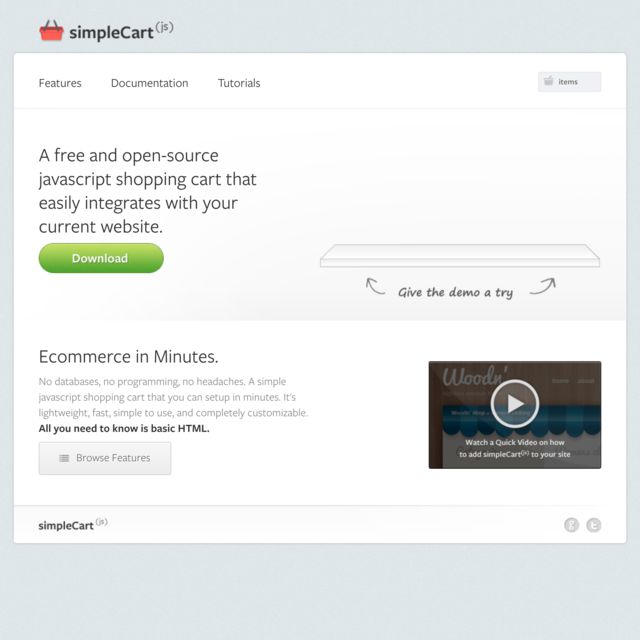 simpleCart(js)
Features
Documentation
Tutorials
items
A free and open-source
javascript shopping cart that
easily integrates with your
current website.
Download
Give the demo a try
Ecommerce in Minutes.
No databases, no programming, no headaches. A simple
javascript shopping cart that you can setup in minutes. It's
lightweight, fast, simple to use, and completely customizable.
All you need to know is basic HTML.
Browse Features
Woodn'
home about
Watch a Quick Video on how
to add simpleCart(js) to your site
simpleCart(js)